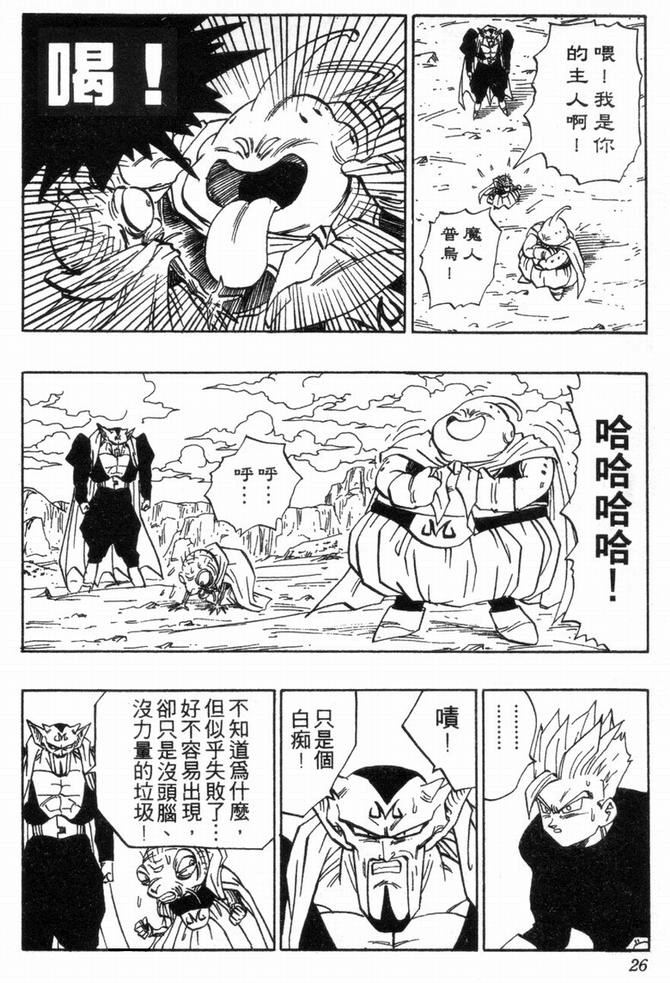 喂！我是你
的主人啊！
魔人
普烏！
喝！
哈哈哈哈！
呼
⋮
呼
⋮
⋮⋮
嘖！
只是個
白痴！
不知道爲什麼，
但似乎失敗了…
好不容易出現，
卻只是沒頭腦、
沒力量的垃圾！
26